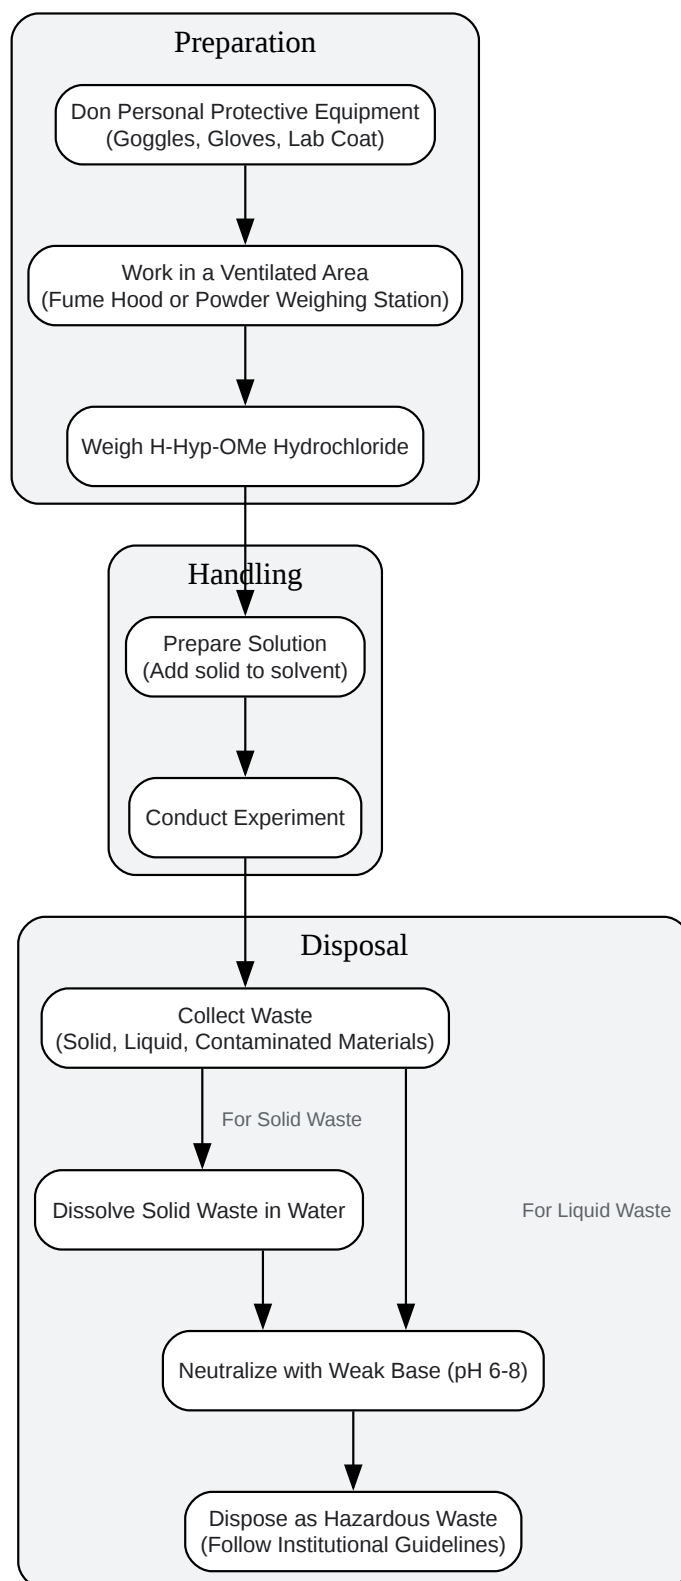 Preparation
Don Personal Protective Equipment
(Goggles, Gloves, Lab Coat)
Work in a Ventilated Area
(Fume Hood or Powder Weighing Station)
Weigh H-Hyp-OMe Hydrochloride
Handling
Prepare Solution
(Add solid to solvent)
Conduct Experiment
Disposal
Collect Waste
(Solid, Liquid, Contaminated Materials)
For Solid Waste
Dissolve Solid Waste in Water
For Liquid Waste
Neutralize with Weak Base (pH 6-8)
Dispose as Hazardous Waste
(Follow Institutional Guidelines)